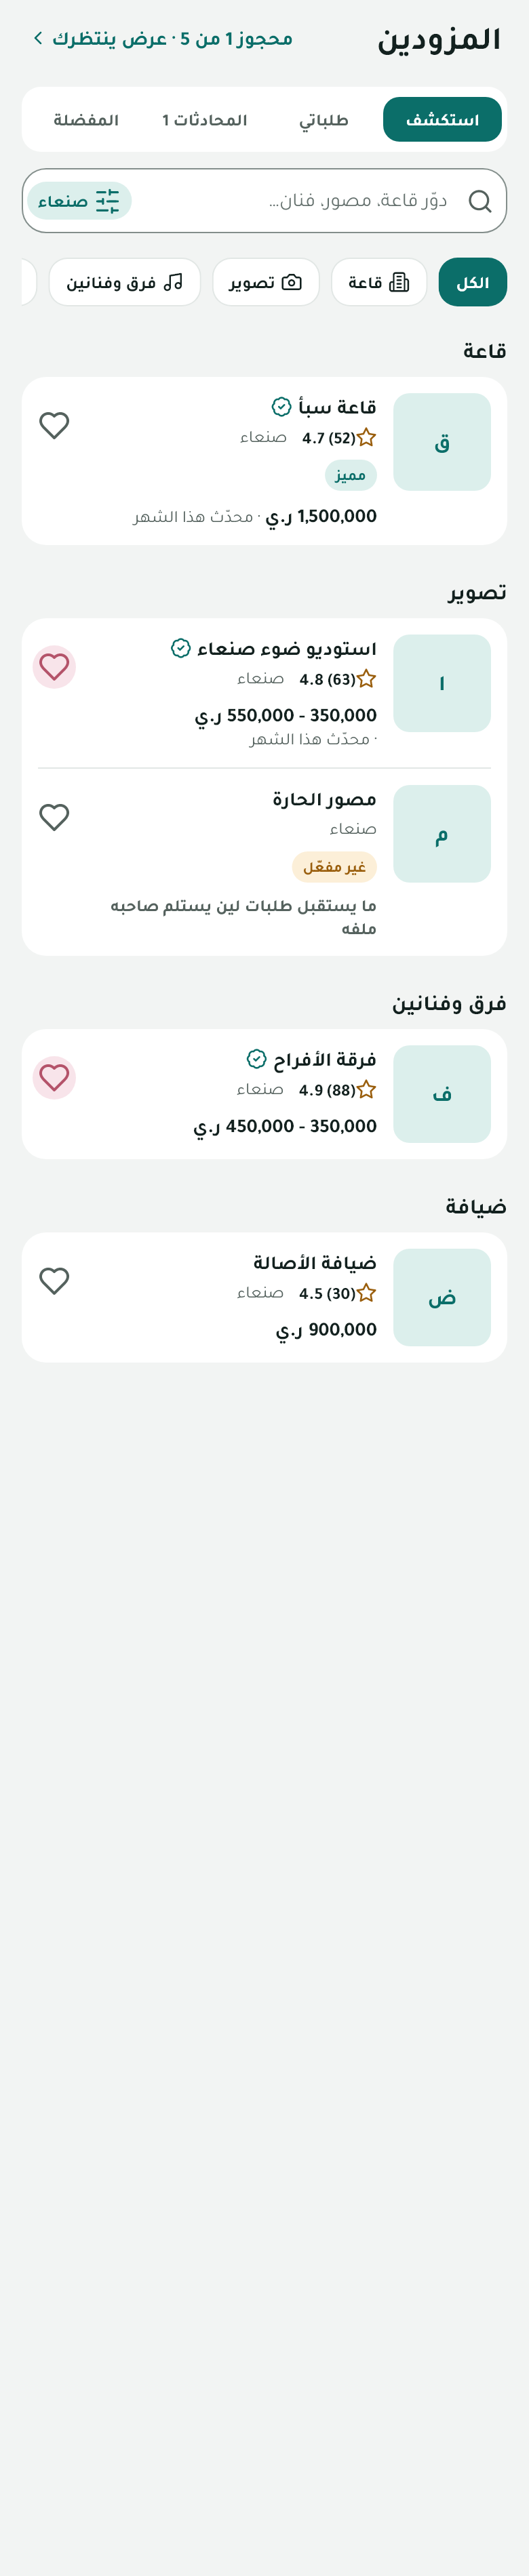 المزودين
محجوز 1 من 5 · عرض ينتظرك
استكشف
طلباتي
المحادثات 1
المفضلة
دوّر قاعة، مصور، فنان…
صنعاء
الكل
قاعة
تصوير
فرق وفنانين
قاعة
ق
قاعة سبأ
4.7 (52) صنعاء
مميز
1,500,000 ر.ي · محدّث هذا الشهر
تصوير
ا
استوديو ضوء صنعاء
4.8 (63) صنعاء
350,000 - 550,000 ر.ي
· محدّث هذا الشهر
م
مصور الحارة
صنعاء
غير مفعّل
ما يستقبل طلبات لين يستلم صاحبه
ملفه
فرق وفنانين
ف
فرقة الأفراح
4.9 (88) صنعاء
350,000 - 450,000 ر.ي
ضيافة
ض
ضيافة الأصالة
4.5 (30) صنعاء
900,000 ر.ي